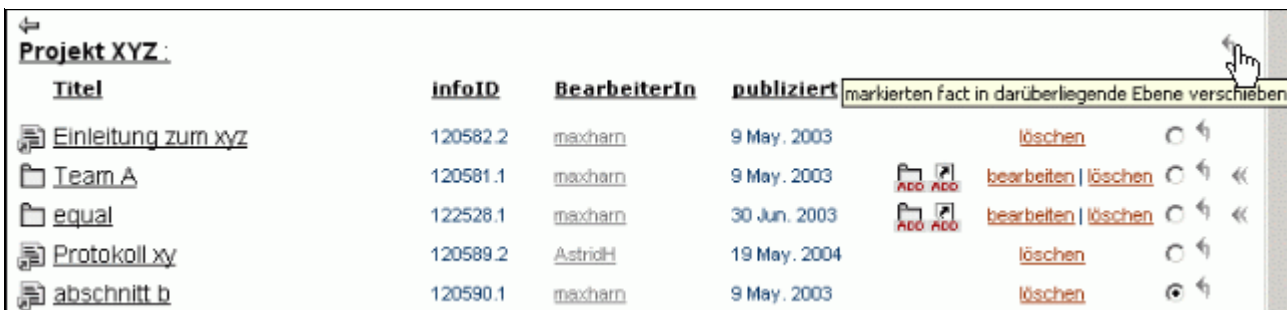 Projekt XYZ :
Titel infoID BearbeiterIn publiziert markierten fact in darüberliegende Ebene verschieben
Einleitung zum xyz 120582.2 maxharn 9 May. 2003 löschen
Team A 120581.1 maxharn 9 May. 2003 ADD ADD bearbeiten | löschen
equal 122528.1 maxharn 30 Jun. 2003 ADD ADD bearbeiten | löschen
Protokoll xy 120589.2 AstridH 19 May. 2004 löschen
abschnitt b 120590.1 maxharn 9 May. 2003 löschen